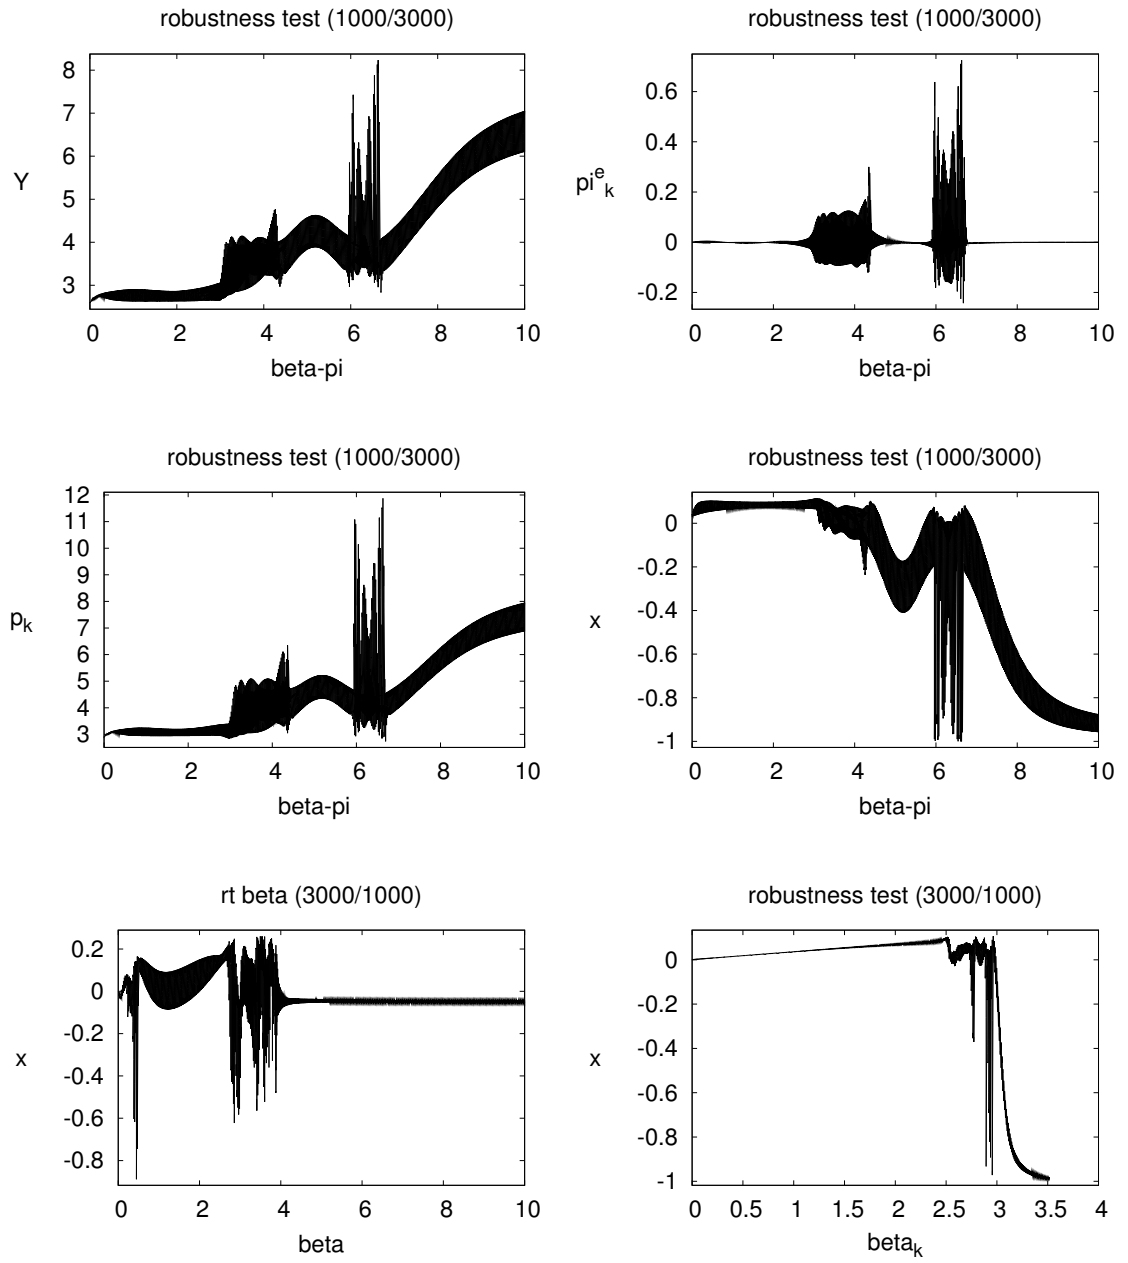 robustness test (1000/3000)
8
7
6
5
4
3
Y
0 2 4 6 8 10
beta-pi
robustness test (1000/3000)
0.6
0.4
0.2
0
-0.2
pi^e_k
0 2 4 6 8 10
beta-pi
robustness test (1000/3000)
12
11
10
9
8
7
6
5
4
3
p_k
0 2 4 6 8 10
beta-pi
robustness test (1000/3000)
0
-0.2
-0.4
-0.6
-0.8
-1
x
0 2 4 6 8 10
beta-pi
rt beta (3000/1000)
0.2
0
-0.2
-0.4
-0.6
-0.8
x
0 2 4 6 8 10
beta
robustness test (3000/1000)
0
-0.2
-0.4
-0.6
-0.8
-1
x
0 0.5 1 1.5 2 2.5 3 3.5 4
beta_k